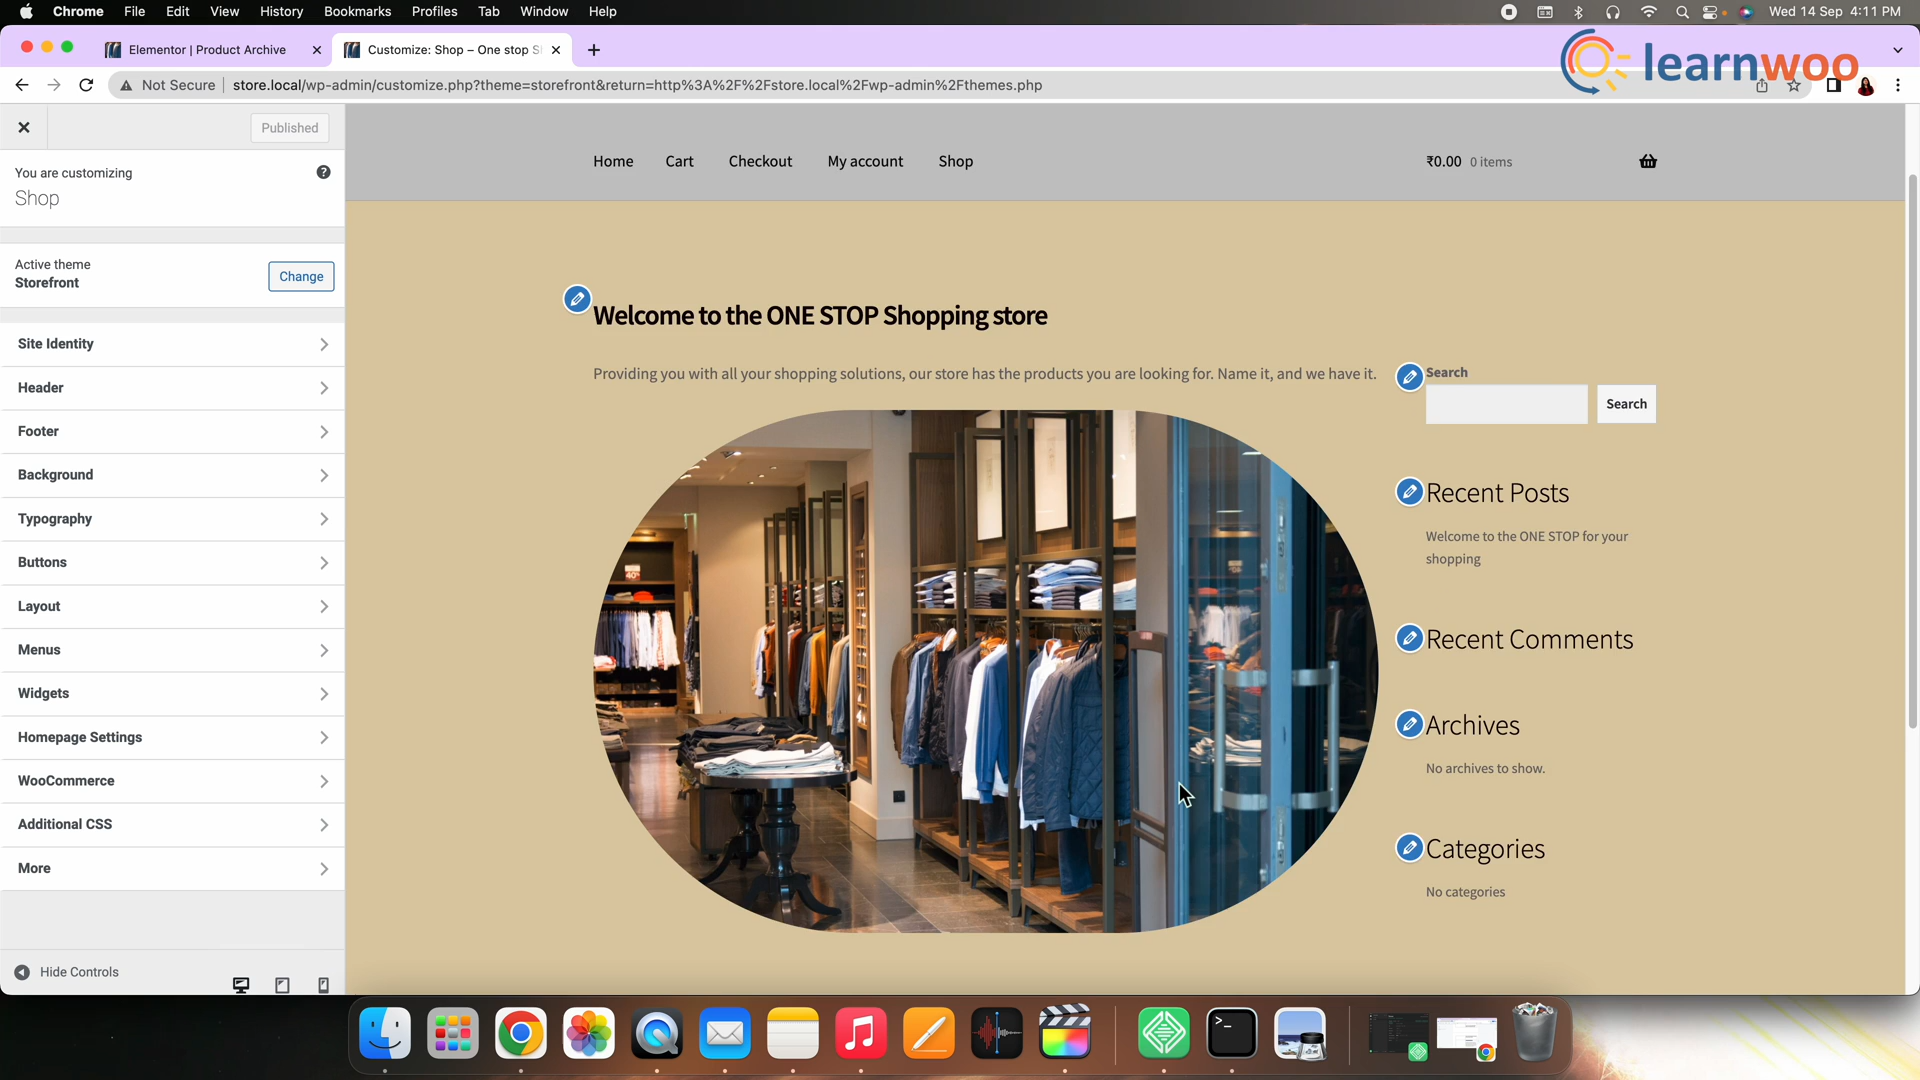 Chrome File Edit View History Bookmarks Profiles Tab Window Help
Wed 14 Sep 4:11 PM
Elementor | Product Archive
Customize: Shop – One stop S
learnwoo
Not Secure store.local/wp-admin/customize.php?theme=storefront&return=http%3A%2F%2Fstore.local%2Fwp-admin%2Fthemes.php
Published
You are customizing
Shop
Active theme
Storefront
Change
Site Identity
Header
Footer
Background
Typography
Buttons
Layout
Menus
Widgets
Homepage Settings
WooCommerce
Additional CSS
More
Hide Controls
Home Cart Checkout My account Shop
₹0.00 0 items
Welcome to the ONE STOP Shopping store
Providing you with all your shopping solutions, our store has the products you are looking for. Name it, and we have it.
Search
Search
Recent Posts
Welcome to the ONE STOP for your
shopping
Recent Comments
Archives
No archives to show.
Categories
No categories